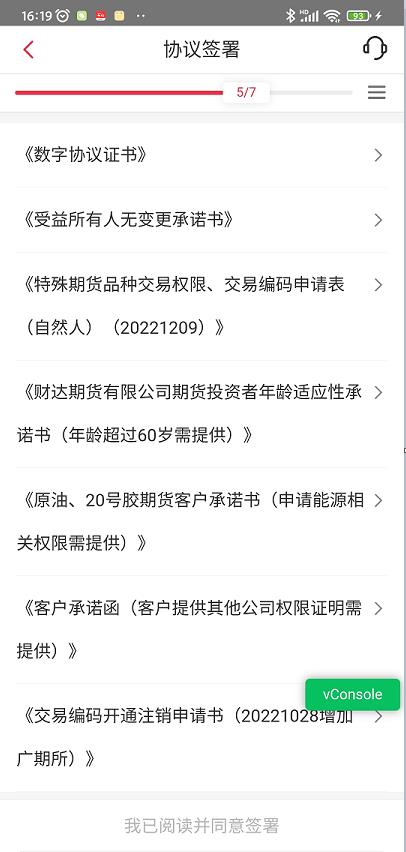 16:19
HD
93
协议签署
5/7
《数字协议证书》
《受益所有人无变更承诺书》
《特殊期货品种交易权限、交易编码申请表
（自然人）（20221209）》
《财达期货有限公司期货投资者年龄适应性承
诺书（年龄超过60岁需提供）》
《原油、20号胶期货客户承诺书（申请能源相
关权限需提供）》
《客户承诺函（客户提供其他公司权限证明需
提供）》
vConsole
《交易编码开通注销申请书（20221028增加
广期所）》
我已阅读并同意签署